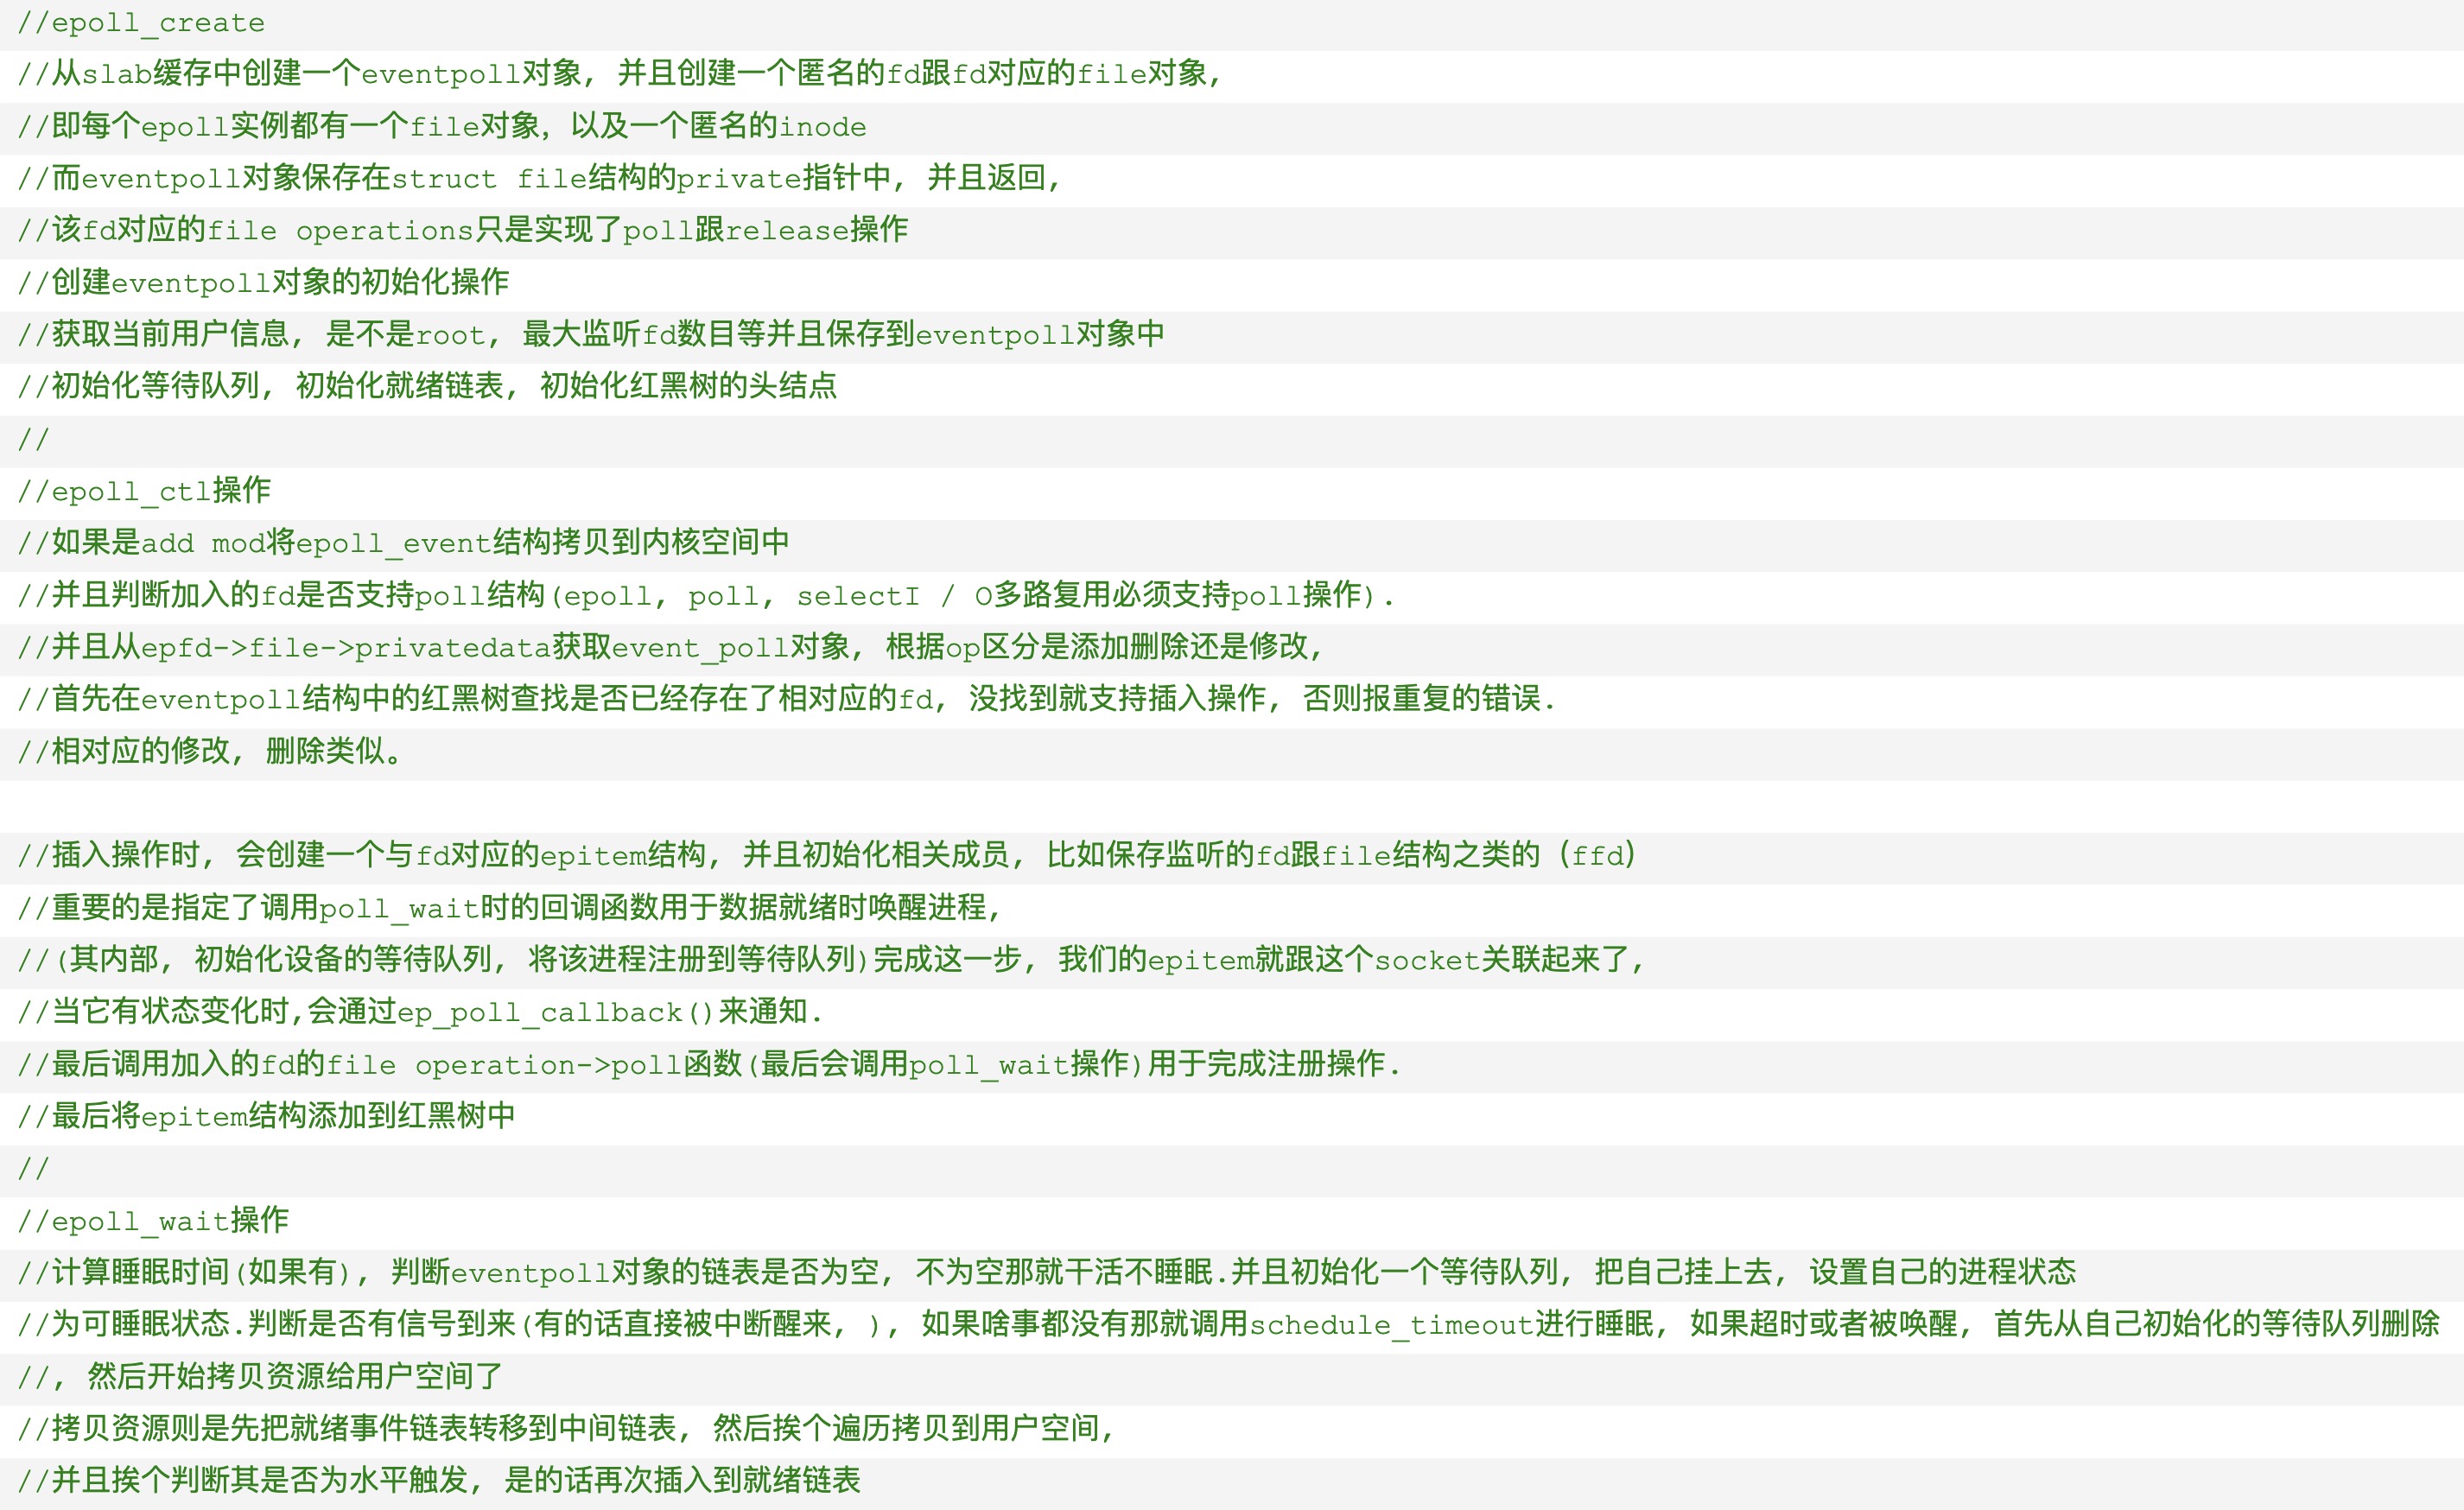 //epoll_create
//从slab缓存中创建一个eventpoll对象, 并且创建一个匿名的fd跟fd对应的file对象,
//即每个epoll实例都有一个file对象，以及一个匿名的inode
//而eventpoll对象保存在struct file结构的private指针中, 并且返回,
//该fd对应的file operations只是实现了poll跟release操作
//创建eventpoll对象的初始化操作
//获取当前用户信息, 是不是root, 最大监听fd数目等并且保存到eventpoll对象中
//初始化等待队列, 初始化就绪链表, 初始化红黑树的头结点
//
//epoll_ctl操作
//如果是add mod将epoll_event结构拷贝到内核空间中
//并且判断加入的fd是否支持poll结构(epoll, poll, selectI / O多路复用必须支持poll操作).
//并且从epfd->file->privatedata获取event_poll对象, 根据op区分是添加删除还是修改,
//首先在eventpoll结构中的红黑树查找是否已经存在了相对应的fd, 没找到就支持插入操作, 否则报重复的错误.
//相对应的修改, 删除类似。
//插入操作时, 会创建一个与fd对应的epitem结构, 并且初始化相关成员, 比如保存监听的fd跟file结构之类的（ffd）
//重要的是指定了调用poll_wait时的回调函数用于数据就绪时唤醒进程,
//(其内部, 初始化设备的等待队列, 将该进程注册到等待队列)完成这一步, 我们的epitem就跟这个socket关联起来了,
//当它有状态变化时,会通过ep_poll_callback()来通知.
//最后调用加入的fd的file operation->poll函数(最后会调用poll_wait操作)用于完成注册操作.
//最后将epitem结构添加到红黑树中
//
//epoll_wait操作
//计算睡眠时间(如果有), 判断eventpoll对象的链表是否为空, 不为空那就干活不睡眠.并且初始化一个等待队列, 把自己挂上去, 设置自己的进程状态
//为可睡眠状态.判断是否有信号到来(有的话直接被中断醒来, ), 如果啥事都没有那就调用schedule_timeout进行睡眠, 如果超时或者被唤醒, 首先从自己初始化的等待队列删除
//, 然后开始拷贝资源给用户空间了
//拷贝资源则是先把就绪事件链表转移到中间链表, 然后挨个遍历拷贝到用户空间,
//并且挨个判断其是否为水平触发, 是的话再次插入到就绪链表